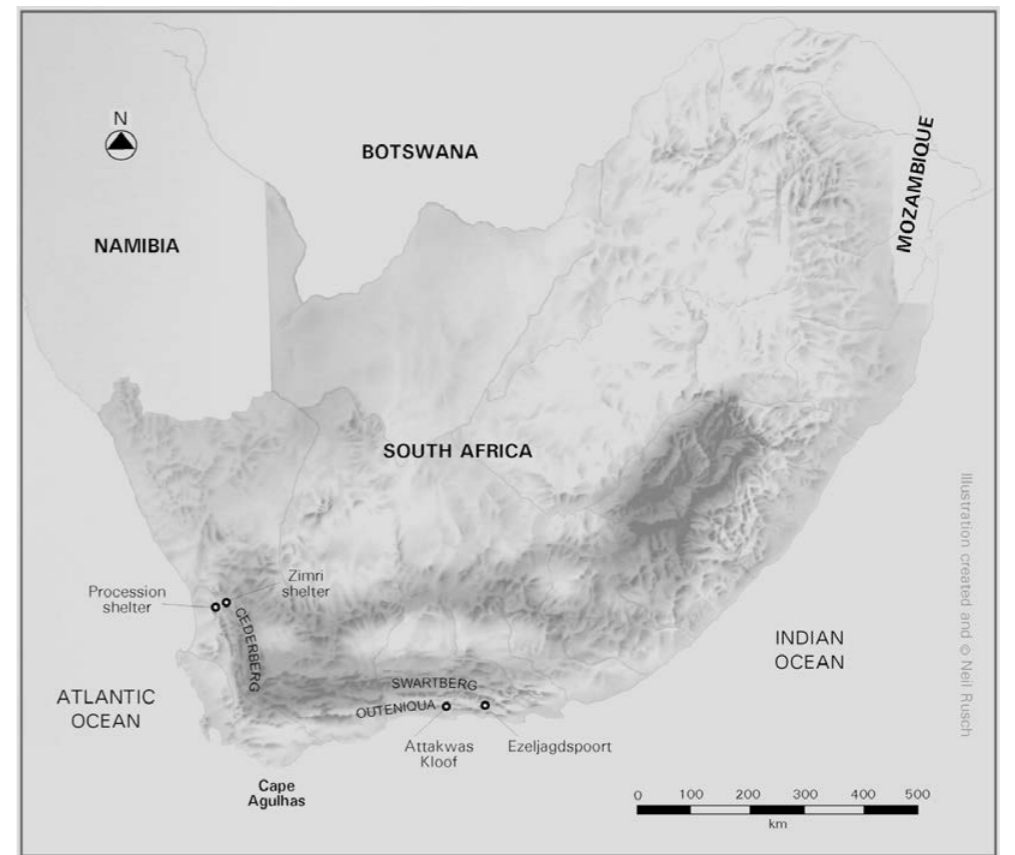 N
BOTSWANA
MOZAMBIQUE
NAMIBIA
SOUTH AFRICA
Zimri
shelter
Procession
shelter
CEDERBERG
INDIAN
OCEAN
SWARTBERG
ATLANTIC
OCEAN
OUTENIQUA
Attakwas
Kloof
Ezeljagdspoort
Cape
Agulhas
0 100 200 300 400 500
km
Illustration created and © Neil Rusch